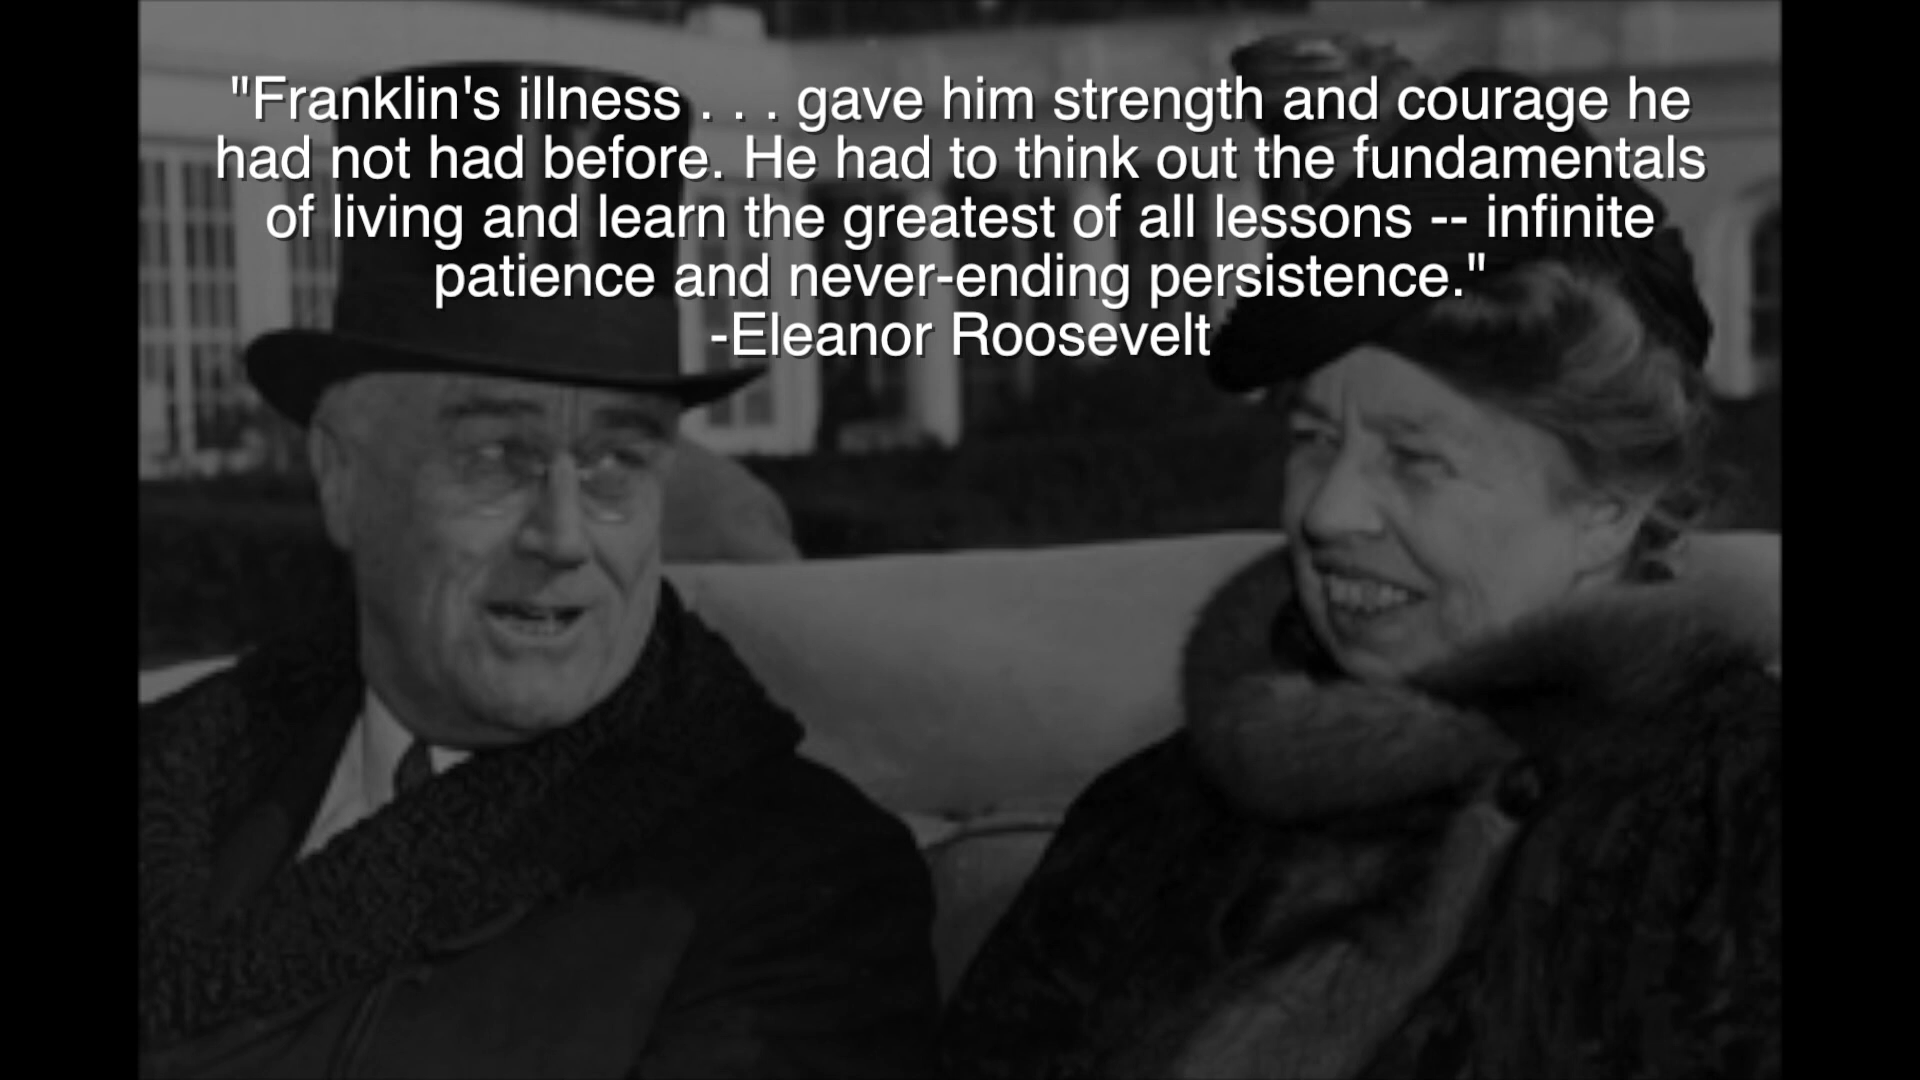 "Franklin's illness . . . gave him strength and courage he
had not had before. He had to think out the fundamentals
of living and learn the greatest of all lessons -- infinite
patience and never-ending persistence."
-Eleanor Roosevelt